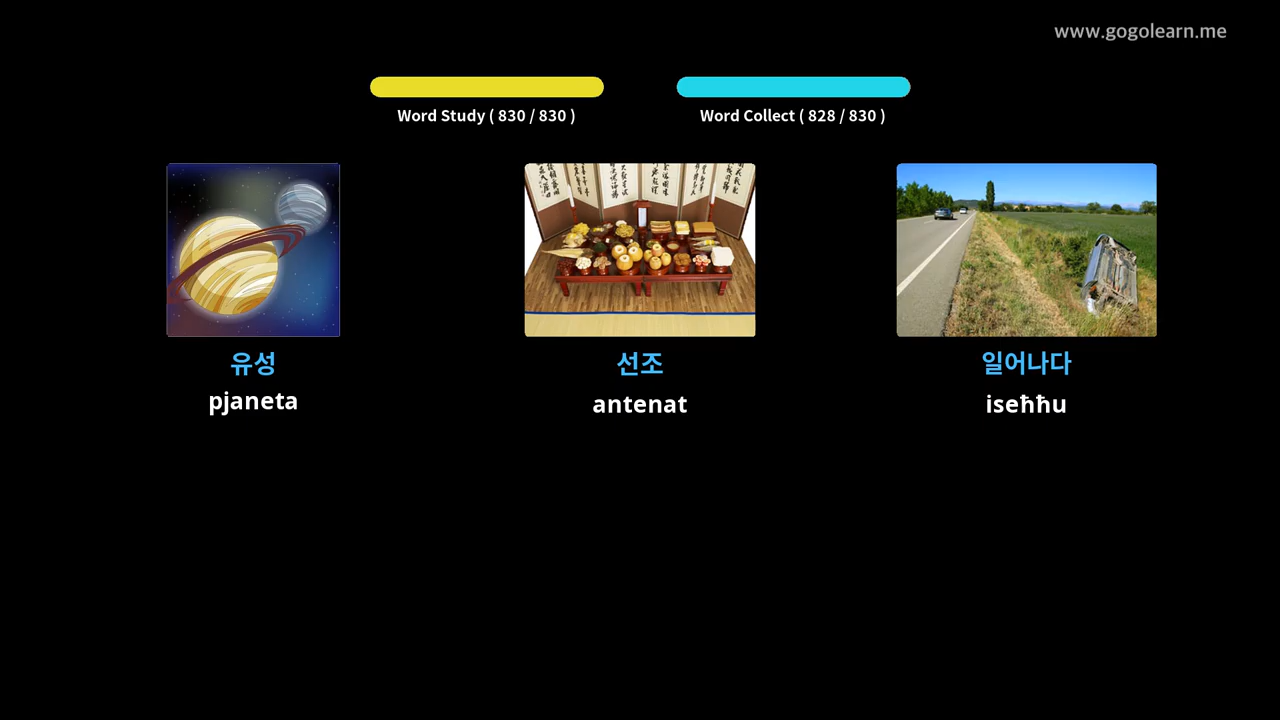 www.gogolearn.me
Word Study ( 830 / 830 )
Word Collect ( 828 / 830 )
유성
pjaneta
선조
antenat
일어나다
iseħħu